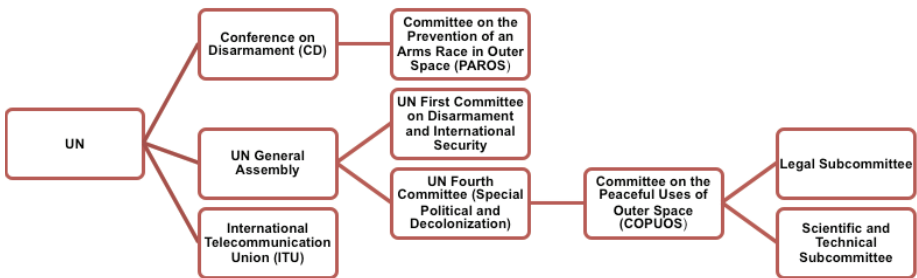 UN
Conference on
Disarmament (CD)
Committee on the
Prevention of an
Arms Race in Outer
Space (PAROS)
UN General
Assembly
UN First Committee
on Disarmament
and International
Security
UN Fourth
Committee (Special
Political and
Decolonization)
Committee on the
Peaceful Uses of
Outer Space
(COPUOS)
Legal Subcommittee
Scientific and
Technical
Subcommittee
International
Telecommunication
Union (ITU)